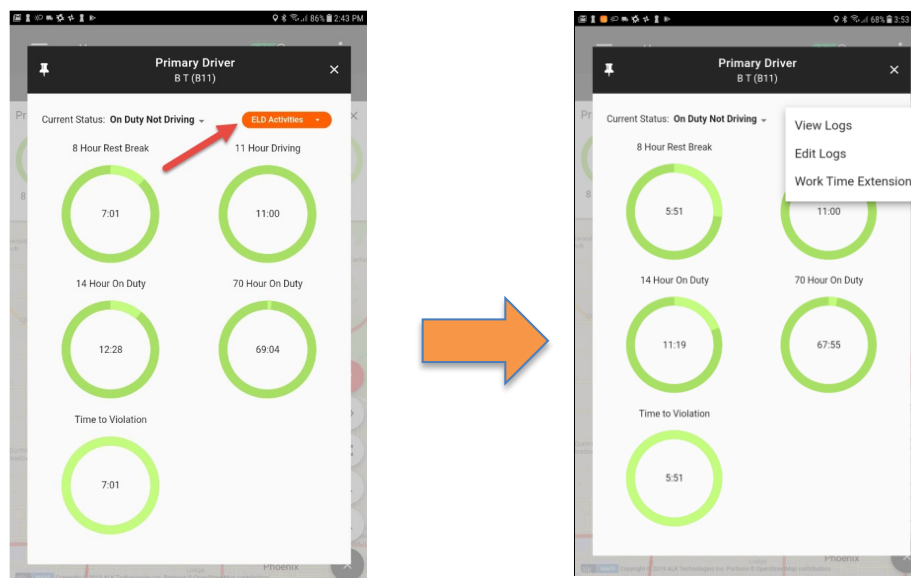 86% 2:43 PM
Primary Driver
B T (B11)
Current Status: On Duty Not Driving
ELD Activities
8 Hour Rest Break
11 Hour Driving
7:01
11:00
14 Hour On Duty
70 Hour On Duty
12:28
69:04
Time to Violation
7:01
Phoenix
68% 3:53
Primary Driver
B T (B11)
Current Status: On Duty Not Driving
View Logs
Edit Logs
Work Time Extension
8 Hour Rest Break
5:51
11:00
14 Hour On Duty
70 Hour On Duty
11:19
67:55
Time to Violation
5:51
Phoenix